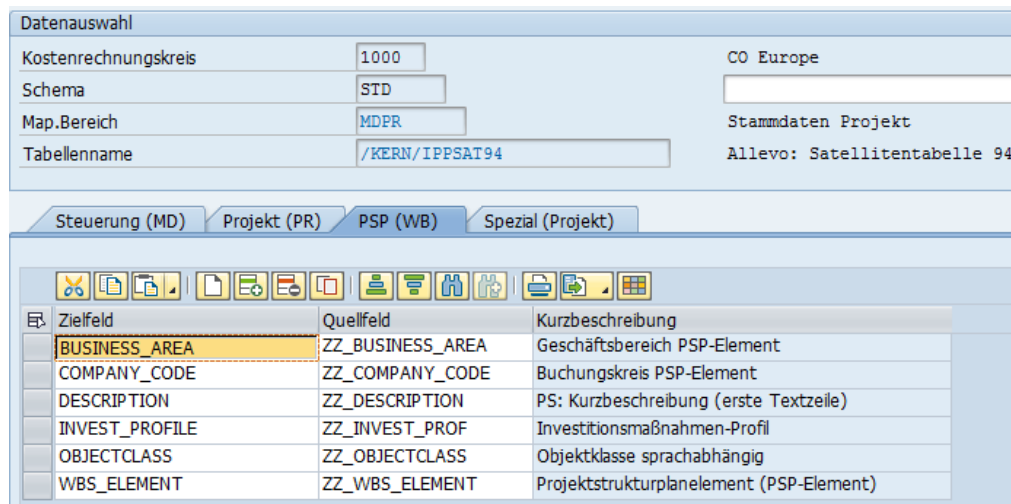 Datenauswahl
Kostenrechnungskreis 1000 CO Europe
Schema STD
Map.Bereich MDPR Stammdaten Projekt
Tabellenname /KERN/IPPSAT94 Allevo: Satellitentabelle 94
Steuerung (MD) Projekt (PR) PSP (WB) Spezial (Projekt)
Zielfeld Quellfeld Kurzbeschreibung
BUSINESS_AREA ZZ_BUSINESS_AREA Geschäftsbereich PSP-Element
COMPANY_CODE ZZ_COMPANY_CODE Buchungskreis PSP-Element
DESCRIPTION ZZ_DESCRIPTION PS: Kurzbeschreibung (erste Textzeile)
INVEST_PROFILE ZZ_INVEST_PROF Investitionsmaßnahmen-Profil
OBJECTCLASS ZZ_OBJECTCLASS Objektklasse sprachabhängig
WBS_ELEMENT ZZ_WBS_ELEMENT Projektstrukturplanelement (PSP-Element)